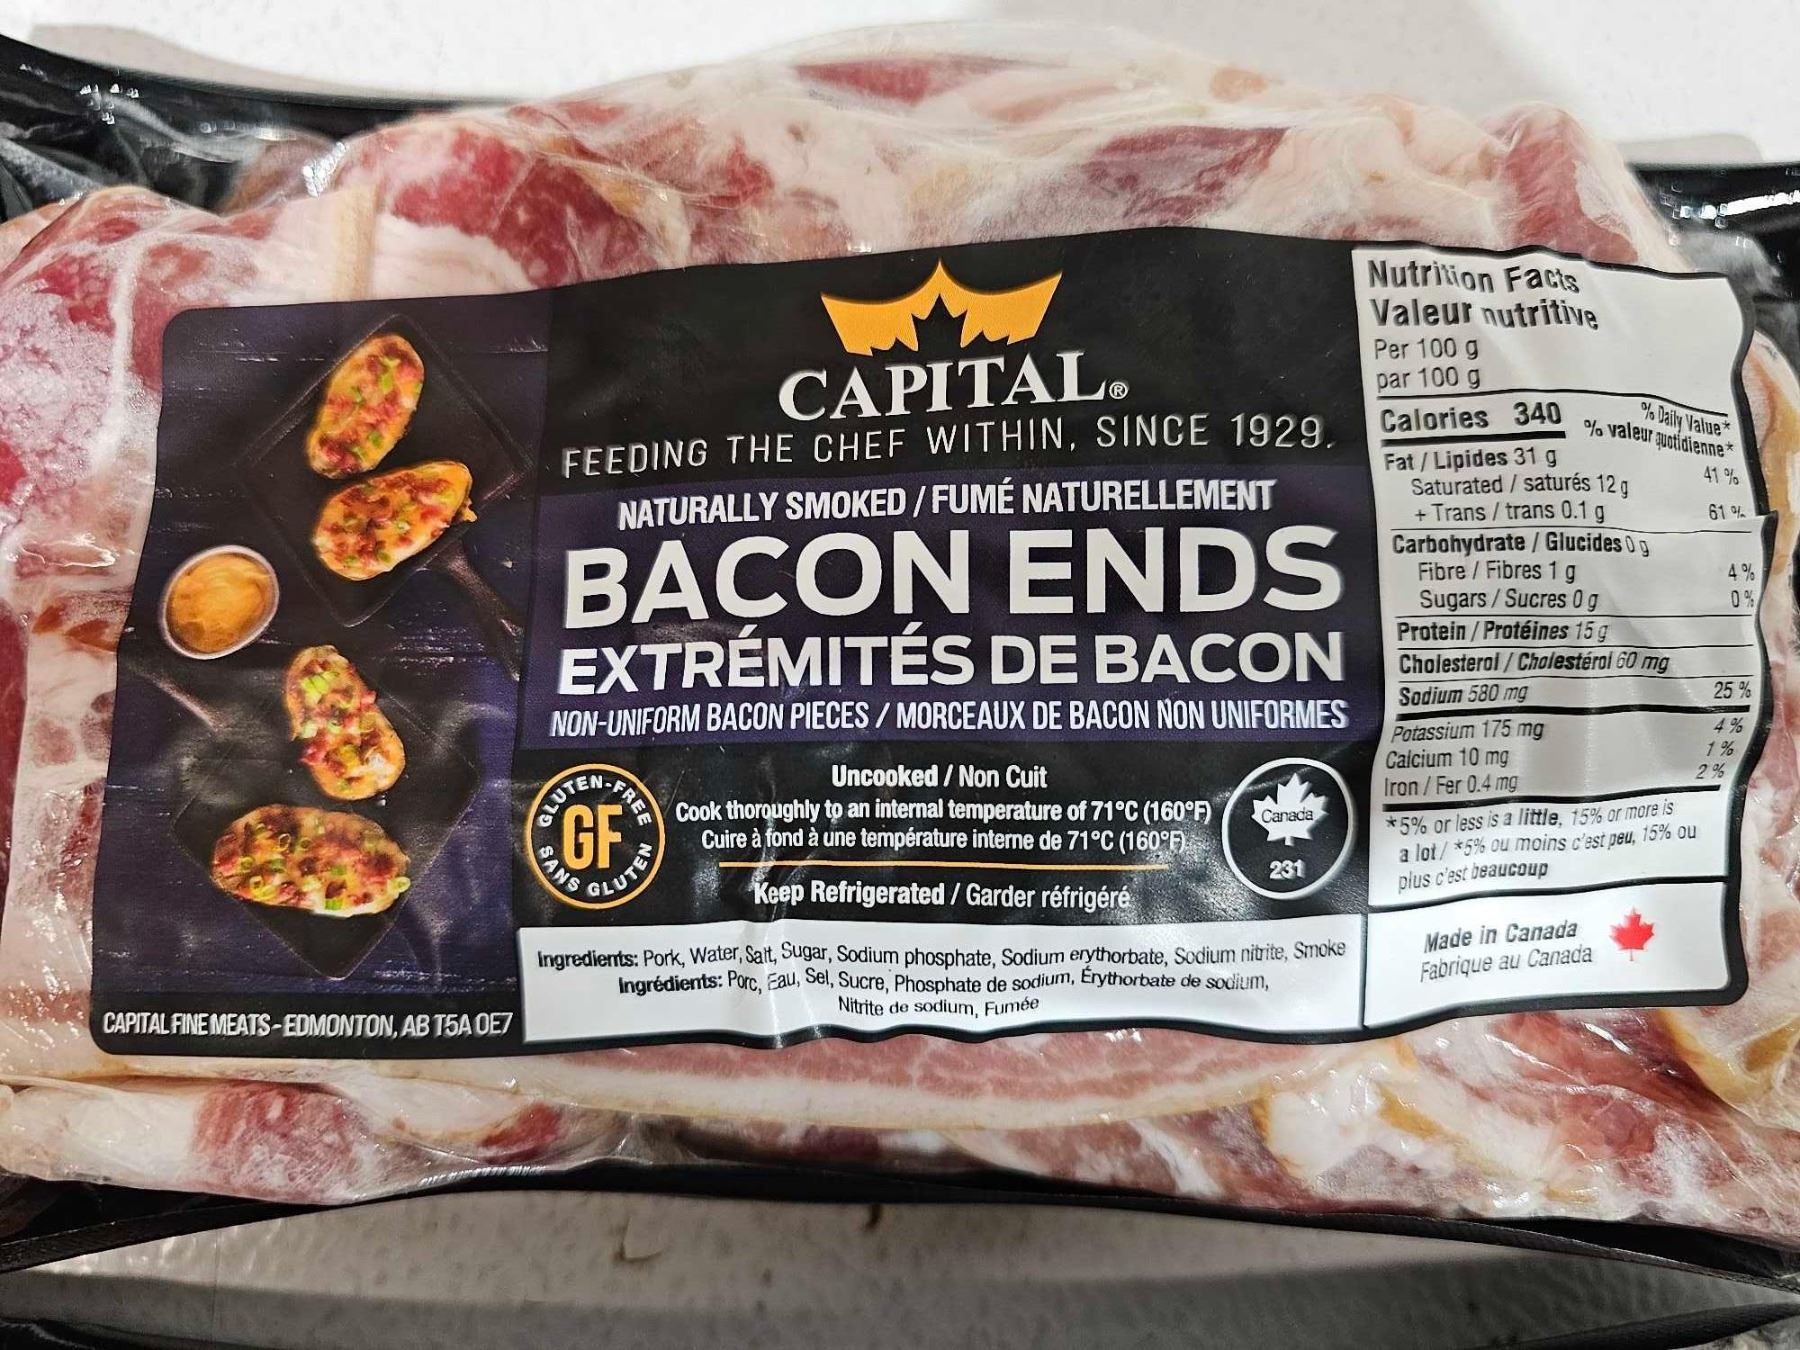 CAPITAL®
FEEDING THE CHEF WITHIN, SINCE 1929.
NATURALLY SMOKED / FUMÉ NATURELLEMENT
BACON ENDS
EXTRÉMITÉS DE BACON
NON-UNIFORM BACON PIECES / MORCEAUX DE BACON NON UNIFORMES
GLUTEN-FREE
GF
SANS GLUTEN
Uncooked / Non Cuit
Cook thoroughly to an internal temperature of 71°C (160°F)
Cuire à fond à une température interne de 71°C (160°F)
Keep Refrigerated / Garder réfrigéré
Canada
231
Ingredients: Pork, Water, Salt, Sugar, Sodium phosphate, Sodium erythorbate, Sodium nitrite, Smoke
Ingrédients: Porc, Eau, Sel, Sucre, Phosphate de sodium, Érythorbate de sodium,
Nitrite de sodium, Fumée
CAPITAL FINE MEATS - EDMONTON, AB T5A 0E7
Nutrition Facts
Valeur nutritive
Per 100 g
par 100 g
Calories 340
% Daily Value*
% valeur quotidienne*
Fat / Lipides 31 g 41 %
Saturated / saturés 12 g
+ Trans / trans 0.1 g 61 %
Carbohydrate / Glucides 0 g
Fibre / Fibres 1 g 4 %
Sugars / Sucres 0 g 0 %
Protein / Protéines 15 g
Cholesterol / Cholestérol 60 mg
Sodium 580 mg 25 %
Potassium 175 mg 4 %
Calcium 10 mg 1 %
Iron / Fer 0.4 mg 2 %
*5% or less is a little, 15% or more is
a lot / *5% ou moins c'est peu, 15% ou
plus c'est beaucoup
Made in Canada
Fabrique au Canada